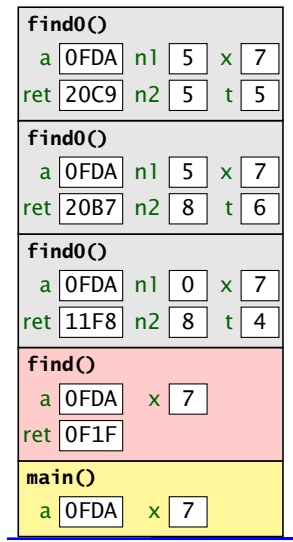 find0()
a 0FDA n1 5 x 7
ret 20C9 n2 5 t 5
find0()
a 0FDA n1 5 x 7
ret 20B7 n2 8 t 6
find0()
a 0FDA n1 0 x 7
ret 11F8 n2 8 t 4
find()
a 0FDA x 7
ret 0F1F
main()
a 0FDA x 7